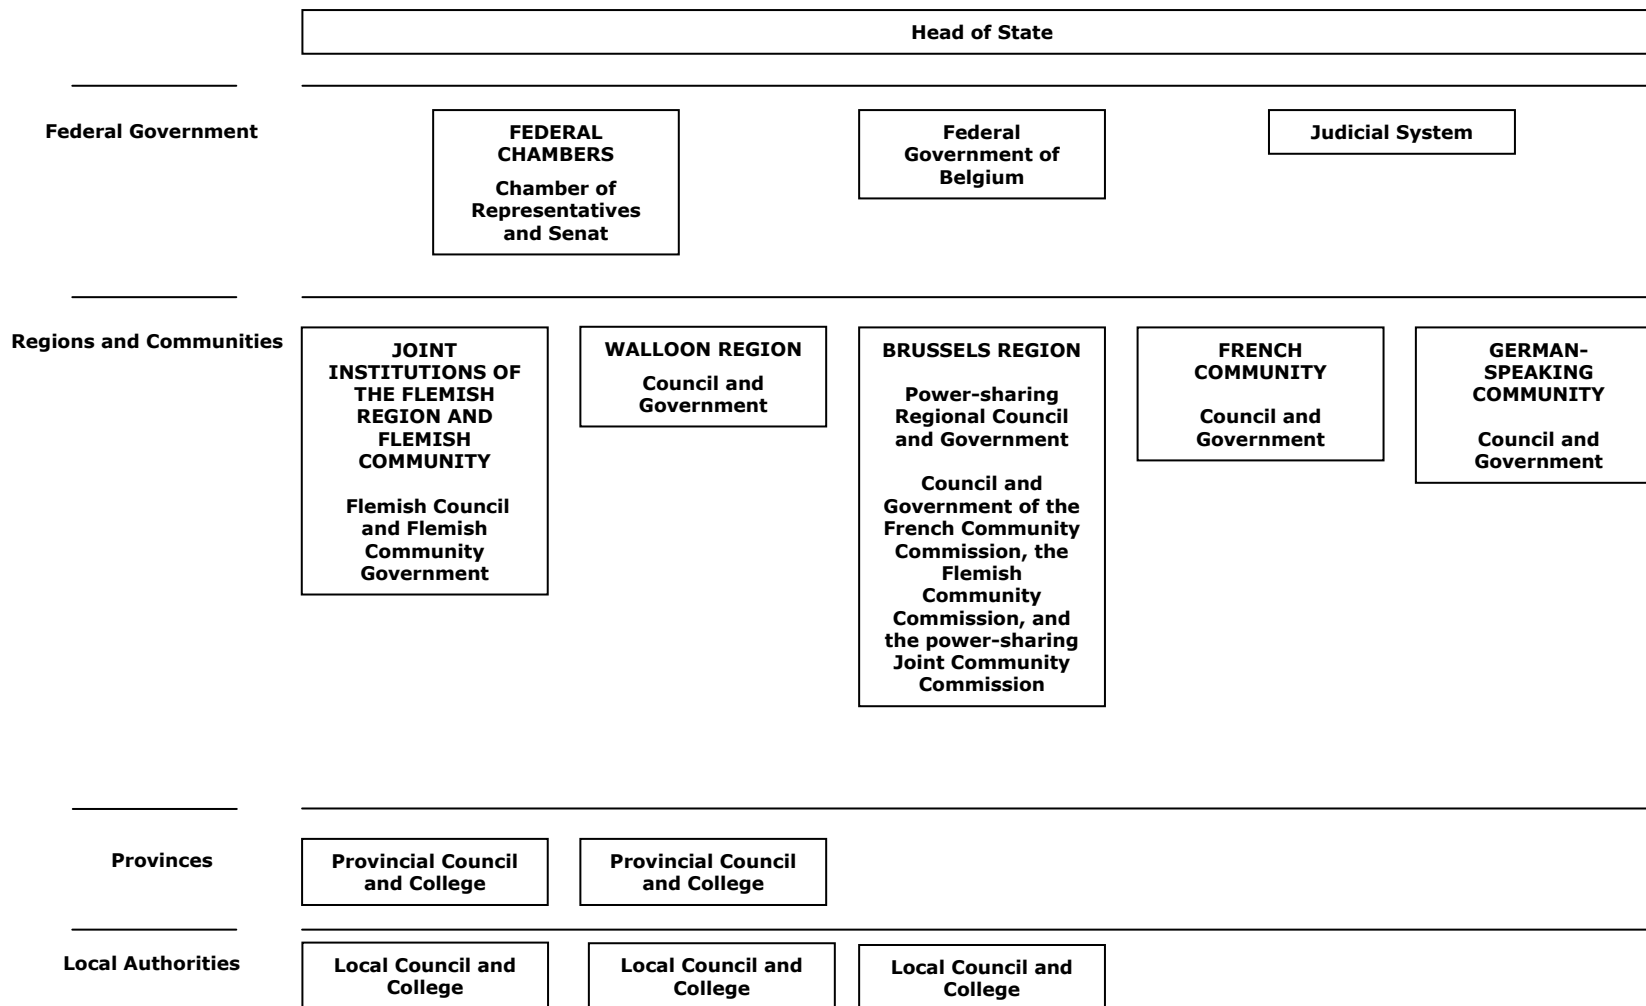 Head of State
Federal Government
FEDERAL
CHAMBERS
Chamber of
Representatives
and Senat
Federal
Government of
Belgium
Judicial System
Regions and Communities
JOINT
INSTITUTIONS OF
THE FLEMISH
REGION AND
FLEMISH
COMMUNITY
Flemish Council
and Flemish
Community
Government
WALLOON REGION
Council and
Government
BRUSSELS REGION
Power-sharing
Regional Council
and Government
Council and
Government of the
French Community
Commission, the
Flemish
Community
Commission, and
the power-sharing
Joint Community
Commission
FRENCH
COMMUNITY
Council and
Government
GERMAN-
SPEAKING
COMMUNITY
Council and
Government
Provinces
Provincial Council
and College
Provincial Council
and College
Local Authorities
Local Council and
College
Local Council and
College
Local Council and
College